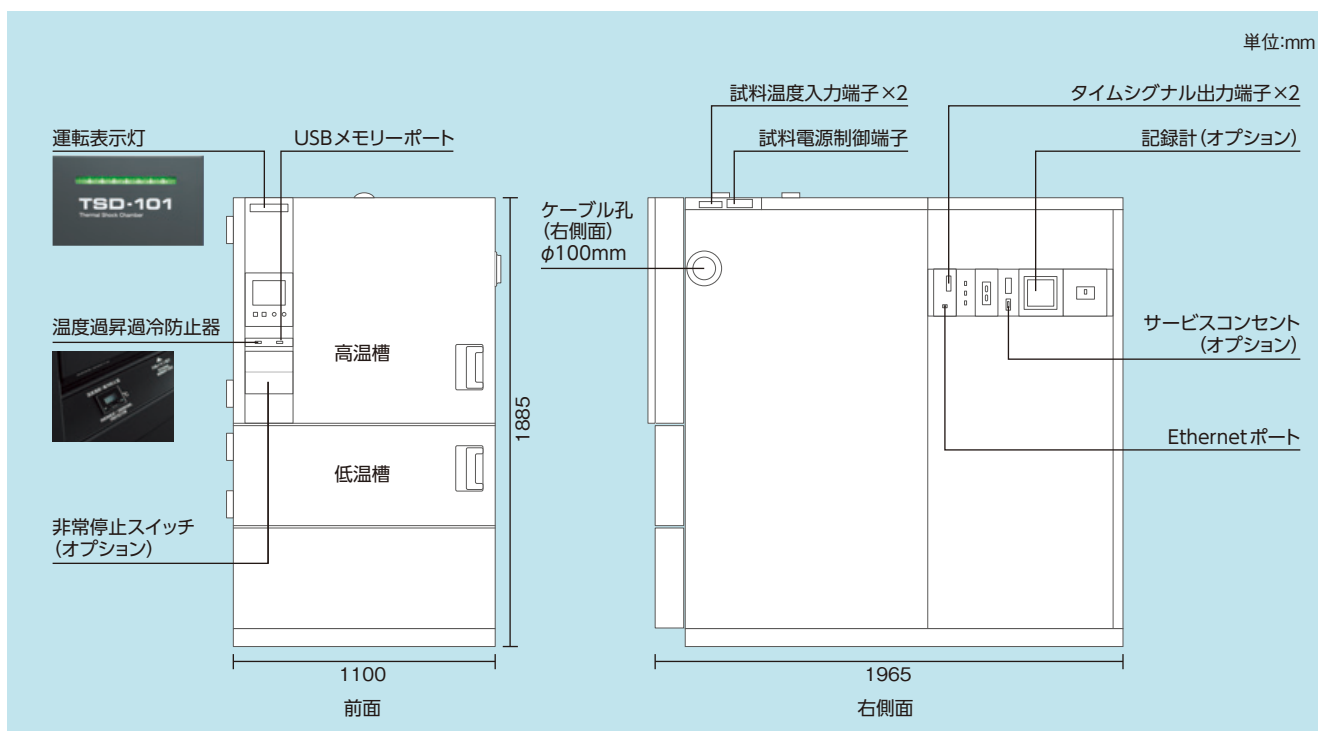 単位:mm
試料温度入力端子×2
タイムシグナル出力端子×2
運転表示灯
USBメモリーポート
試料電源制御端子
記録計(オプション)
TSD-101
Thermal Shock Chamber
ケーブル孔
(右側面)
φ100mm
温度過昇過冷防止器
高温槽
サービスコンセント
(オプション)
1885
Ethernetポート
低温槽
非常停止スイッチ
(オプション)
1100
1965
前面
右側面